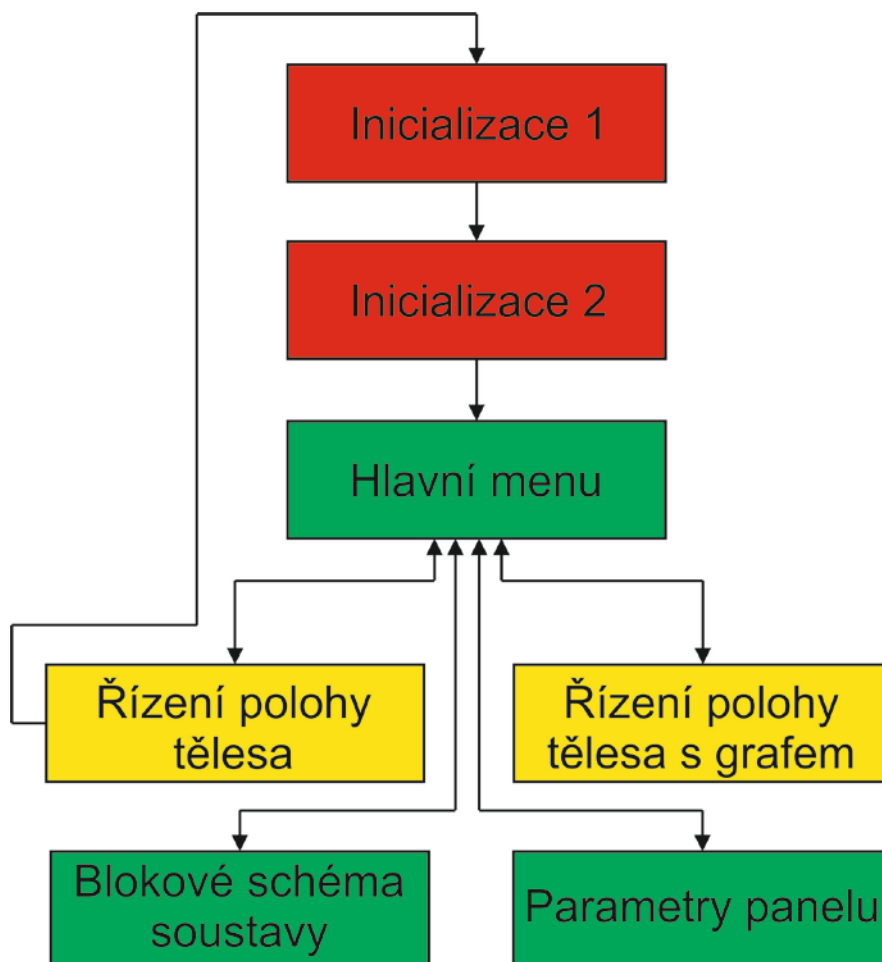 Inicializace 1
Inicializace 2
Hlavní menu
Řízení polohy
tělesa
Řízení polohy
tělesa s grafem
Blokové schéma
soustavy
Parametry panelu